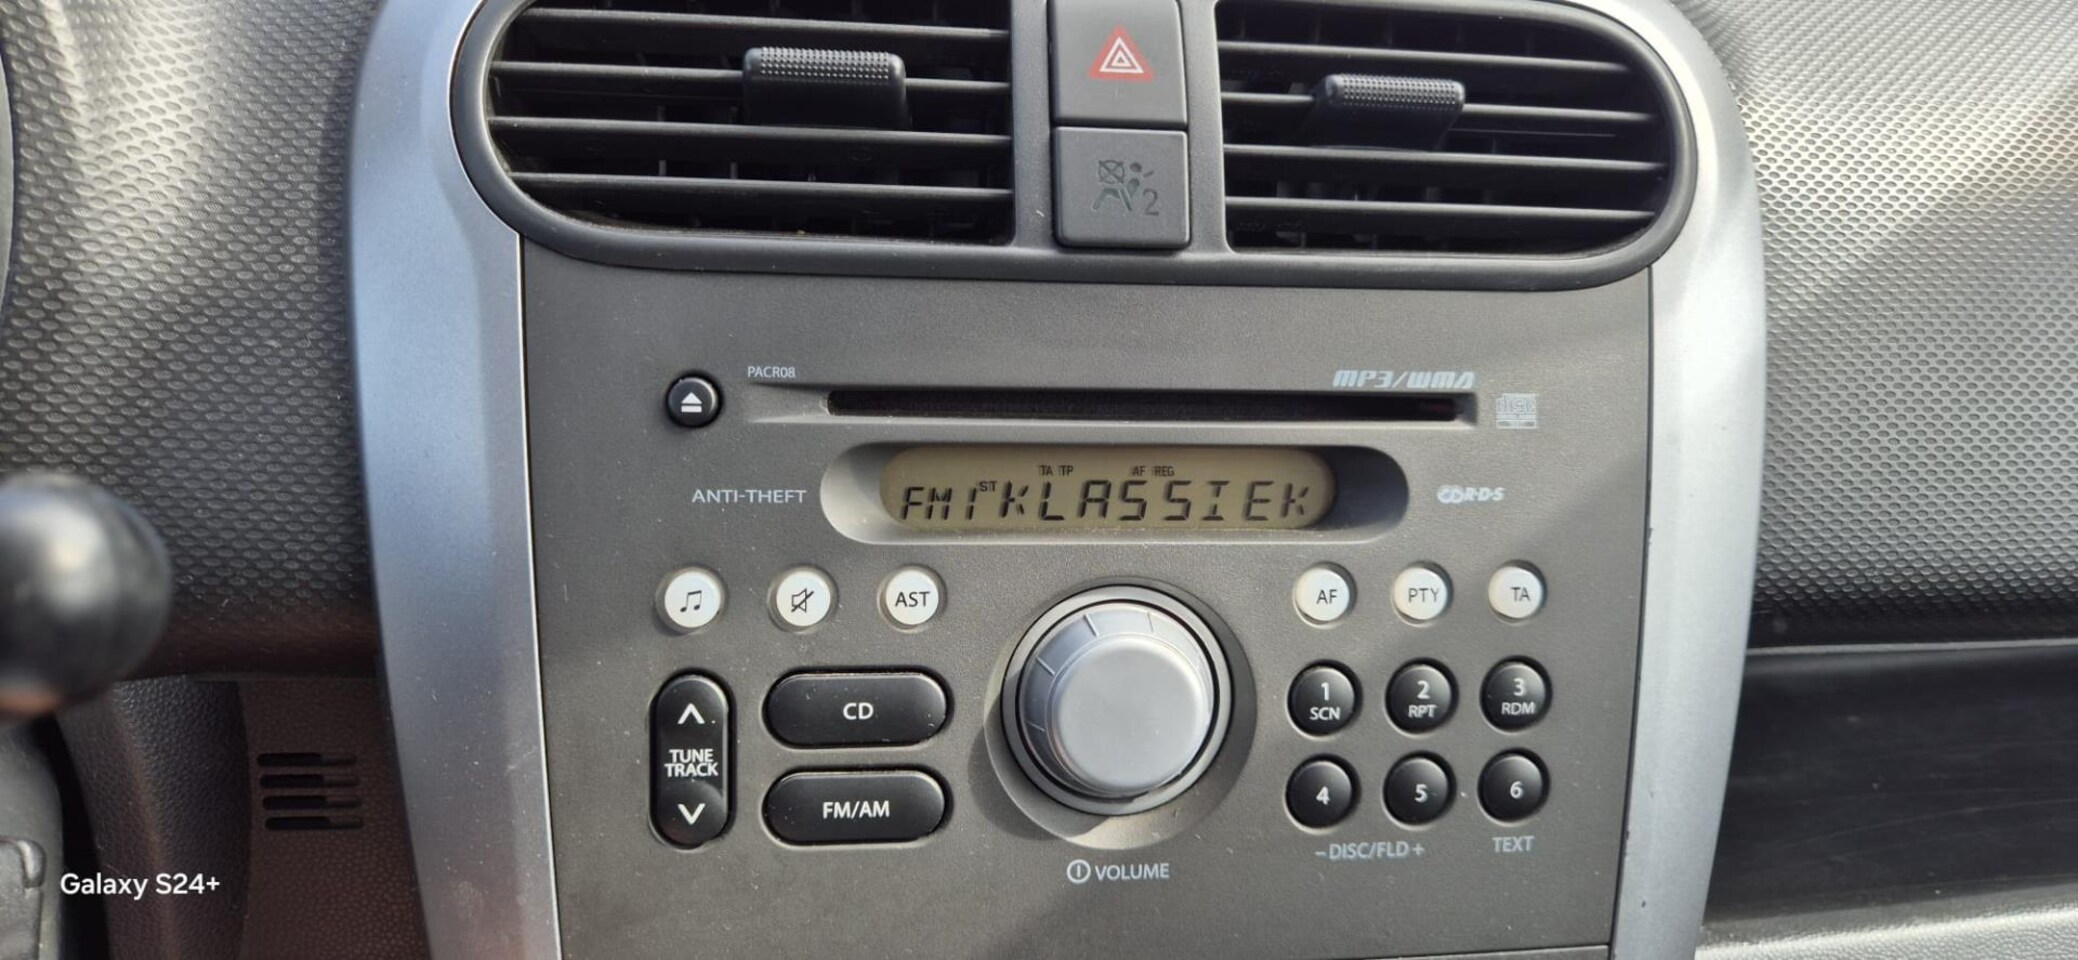 2
PACR08
MP3/WMA
ANTI-THEFT
TA TP AF REG
FM1 ST KLASSIEK
R·D·S
AST
AF PTY TA
TUNE
TRACK
CD
FM/AM
1
SCN
2
RPT
3
RDM
4 5 6
-DISC/FLD+
TEXT
VOLUME
Galaxy S24+